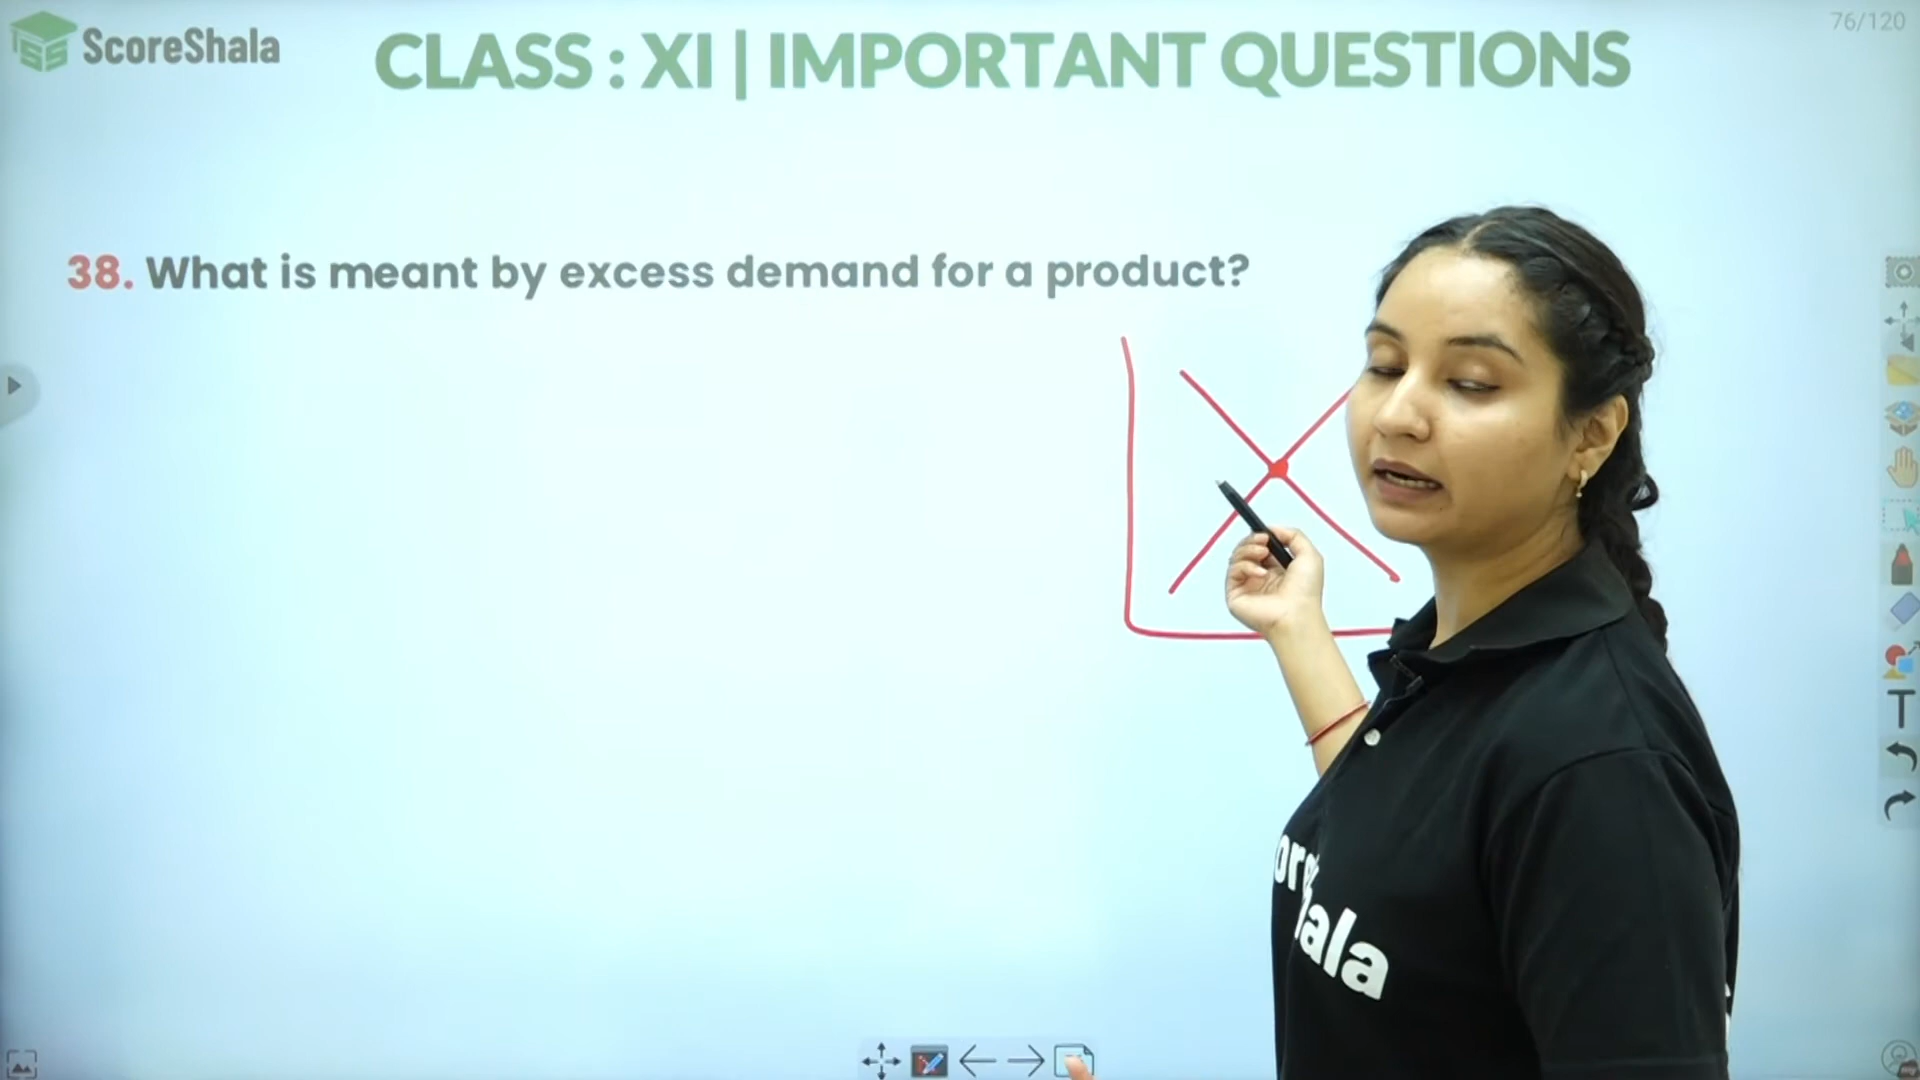 ScoreShala
CLASS : XI | IMPORTANT QUESTIONS
76/120
38. What is meant by excess demand for a product?